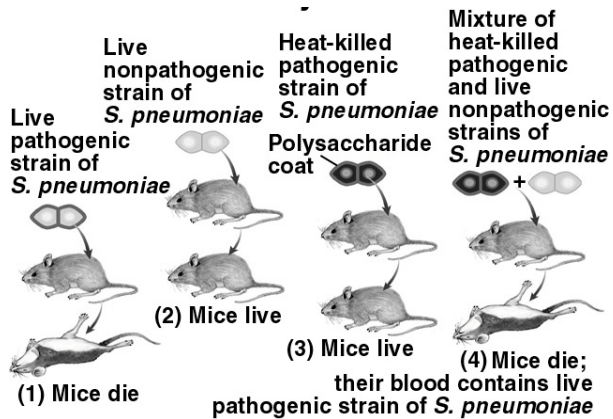 Live
pathogenic
strain of
S. pneumoniae
(1) Mice die
Live
nonpathogenic
strain of
S. pneumoniae
(2) Mice live
Heat-killed
pathogenic
strain of
S. pneumoniae
Polysaccharide
coat
(3) Mice live
Mixture of
heat-killed
pathogenic
and live
nonpathogenic
strains of
S. pneumoniae
+
(4) Mice die;
their blood contains live
pathogenic strain of S. pneumoniae